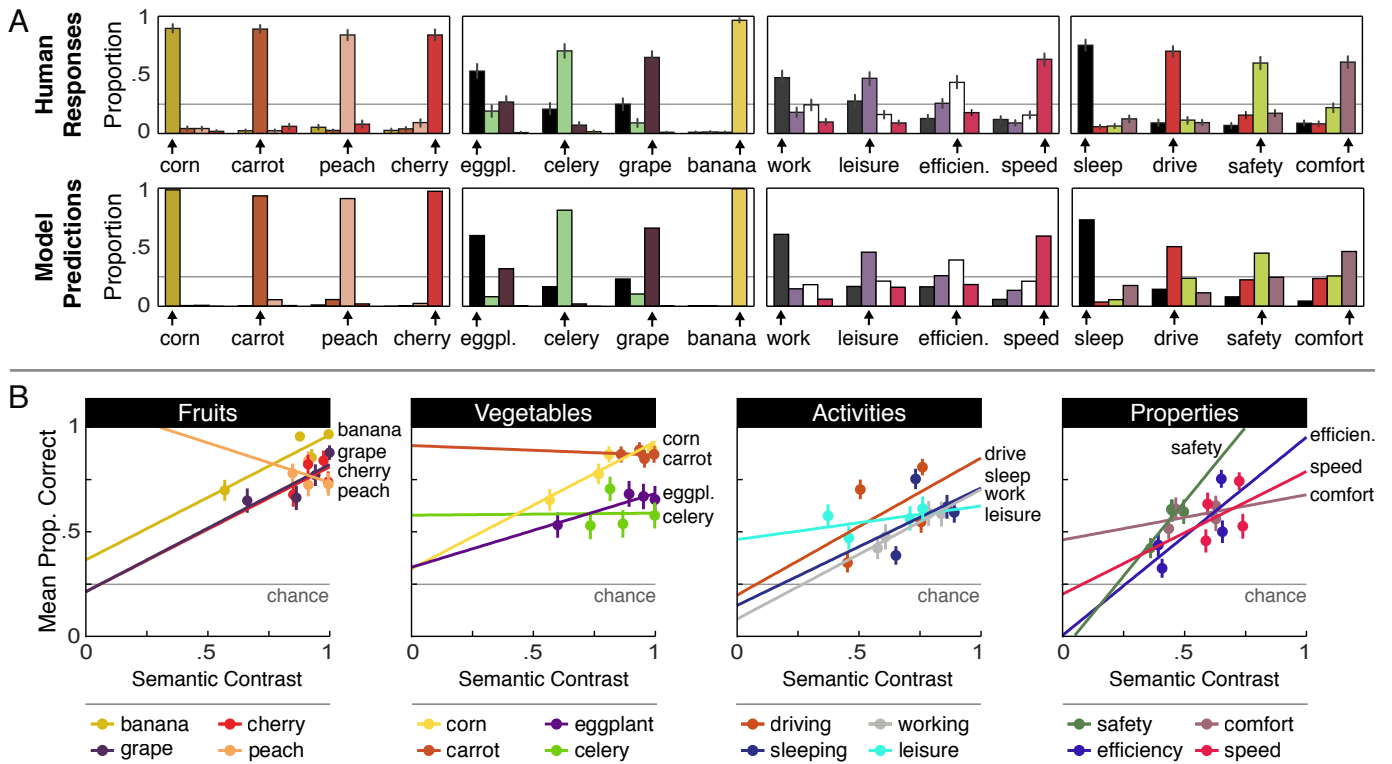 A
Human Responses
Proportion
1
.5
0
corn carrot peach cherry
eggpl. celery grape banana
work leisure efficien. speed
sleep drive safety comfort
Model Predictions
Proportion
1
.5
0
corn carrot peach cherry
eggpl. celery grape banana
work leisure efficien. speed
sleep drive safety comfort
B
Mean Prop. Correct
1
.5
0
Fruits
banana
grape
cherry
peach
chance
0 .5 1
Semantic Contrast
banana cherry
grape peach
Vegetables
corn
carrot
eggpl.
celery
chance
0 .5 1
Semantic Contrast
corn eggplant
carrot celery
Activities
drive
sleep
work
leisure
chance
0 .5 1
Semantic Contrast
driving working
sleeping leisure
Properties
safety
efficien.
speed
comfort
chance
0 .5 1
Semantic Contrast
safety comfort
efficiency speed